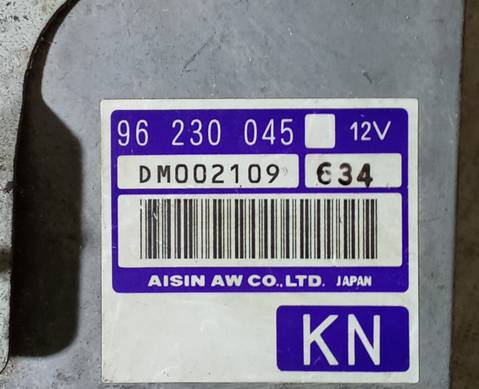 96 230 045 12V
DM002109 634
AISIN AW CO.,LTD. JAPAN
KN